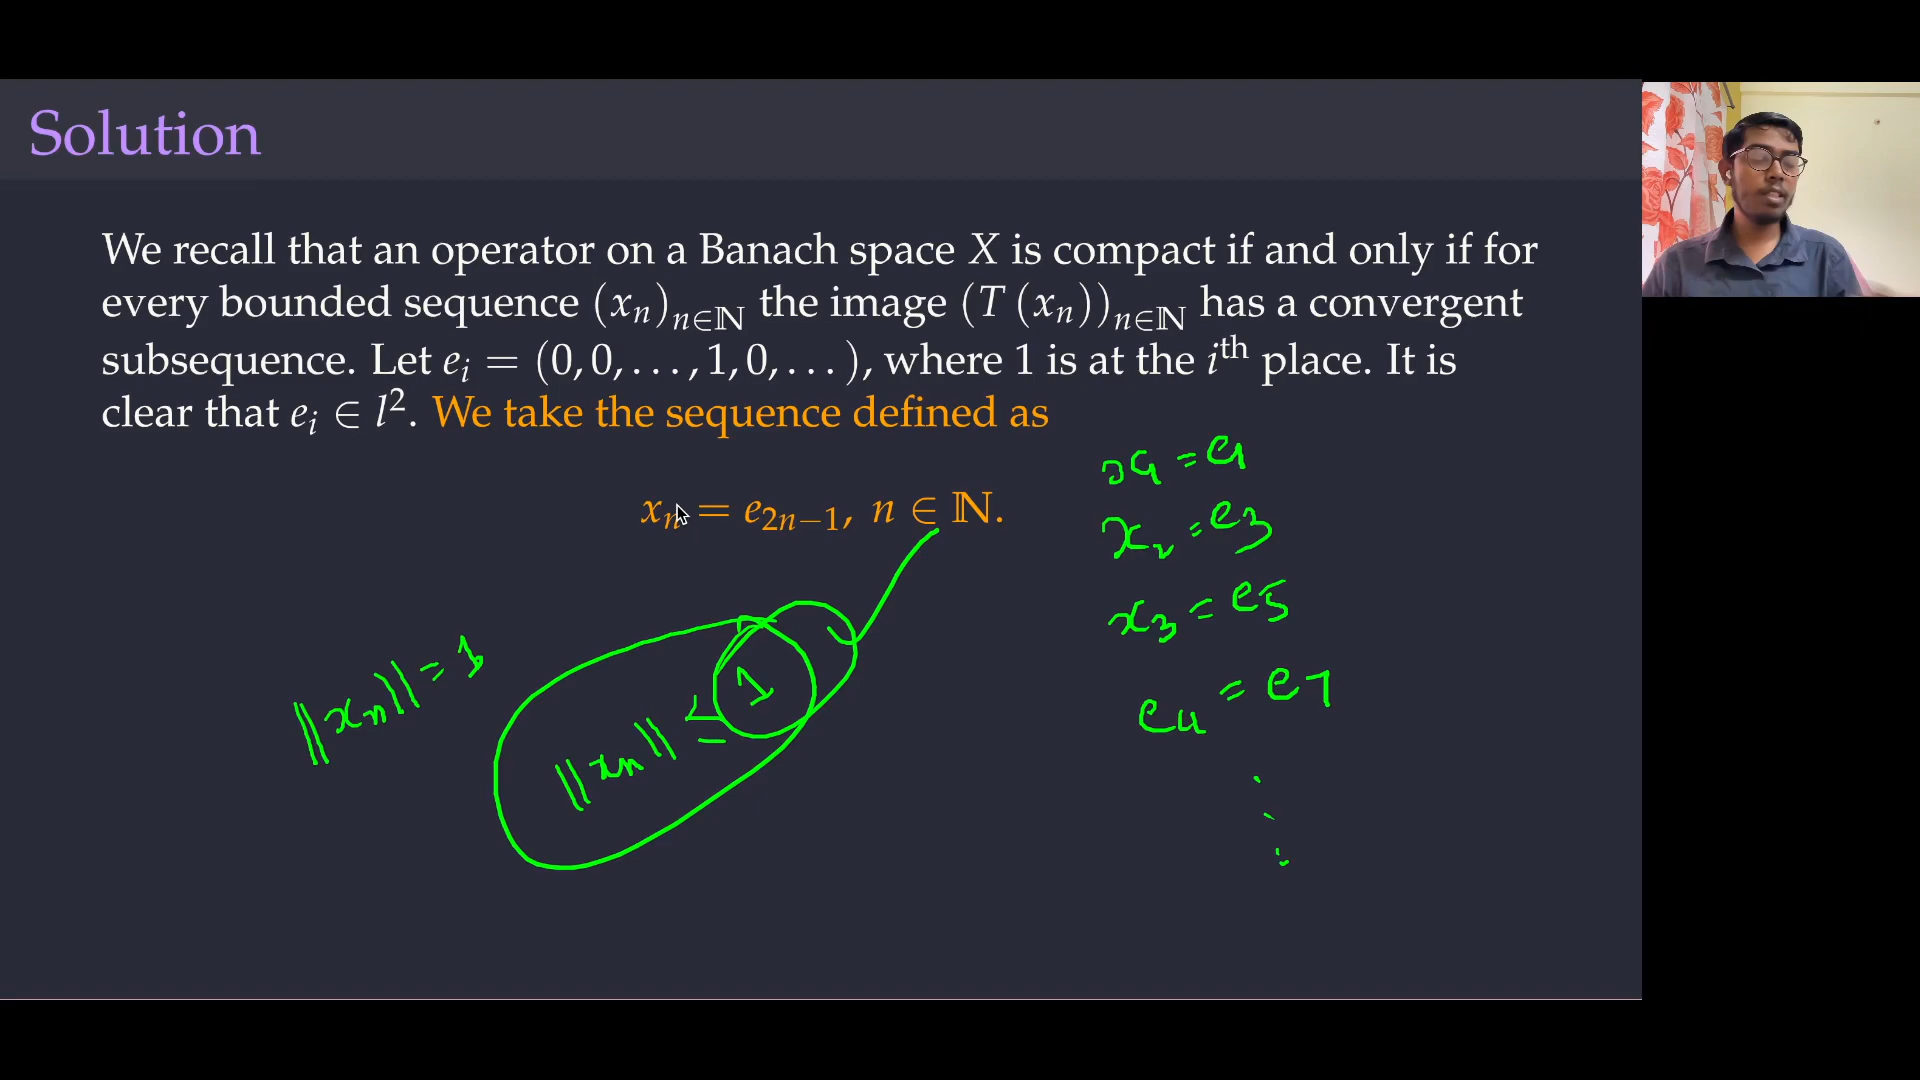 Solution
We recall that an operator on a Banach space X is compact if and only if for
every bounded sequence (xₙ)ₙ∈ℕ the image (T (xₙ))ₙ∈ℕ has a convergent
subsequence. Let eᵢ = (0, 0, . . . , 1, 0, . . . ), where 1 is at the iᵗʰ place. It is
clear that eᵢ ∈ l². We take the sequence defined as
xₙ = e₂ₙ₋₁, n ∈ ℕ.
x₁ = e₁
x₂ = e₃
x₃ = e₅
e₄ = e₇
⋮
||xₙ|| = 1
||xₙ|| ≤ 1